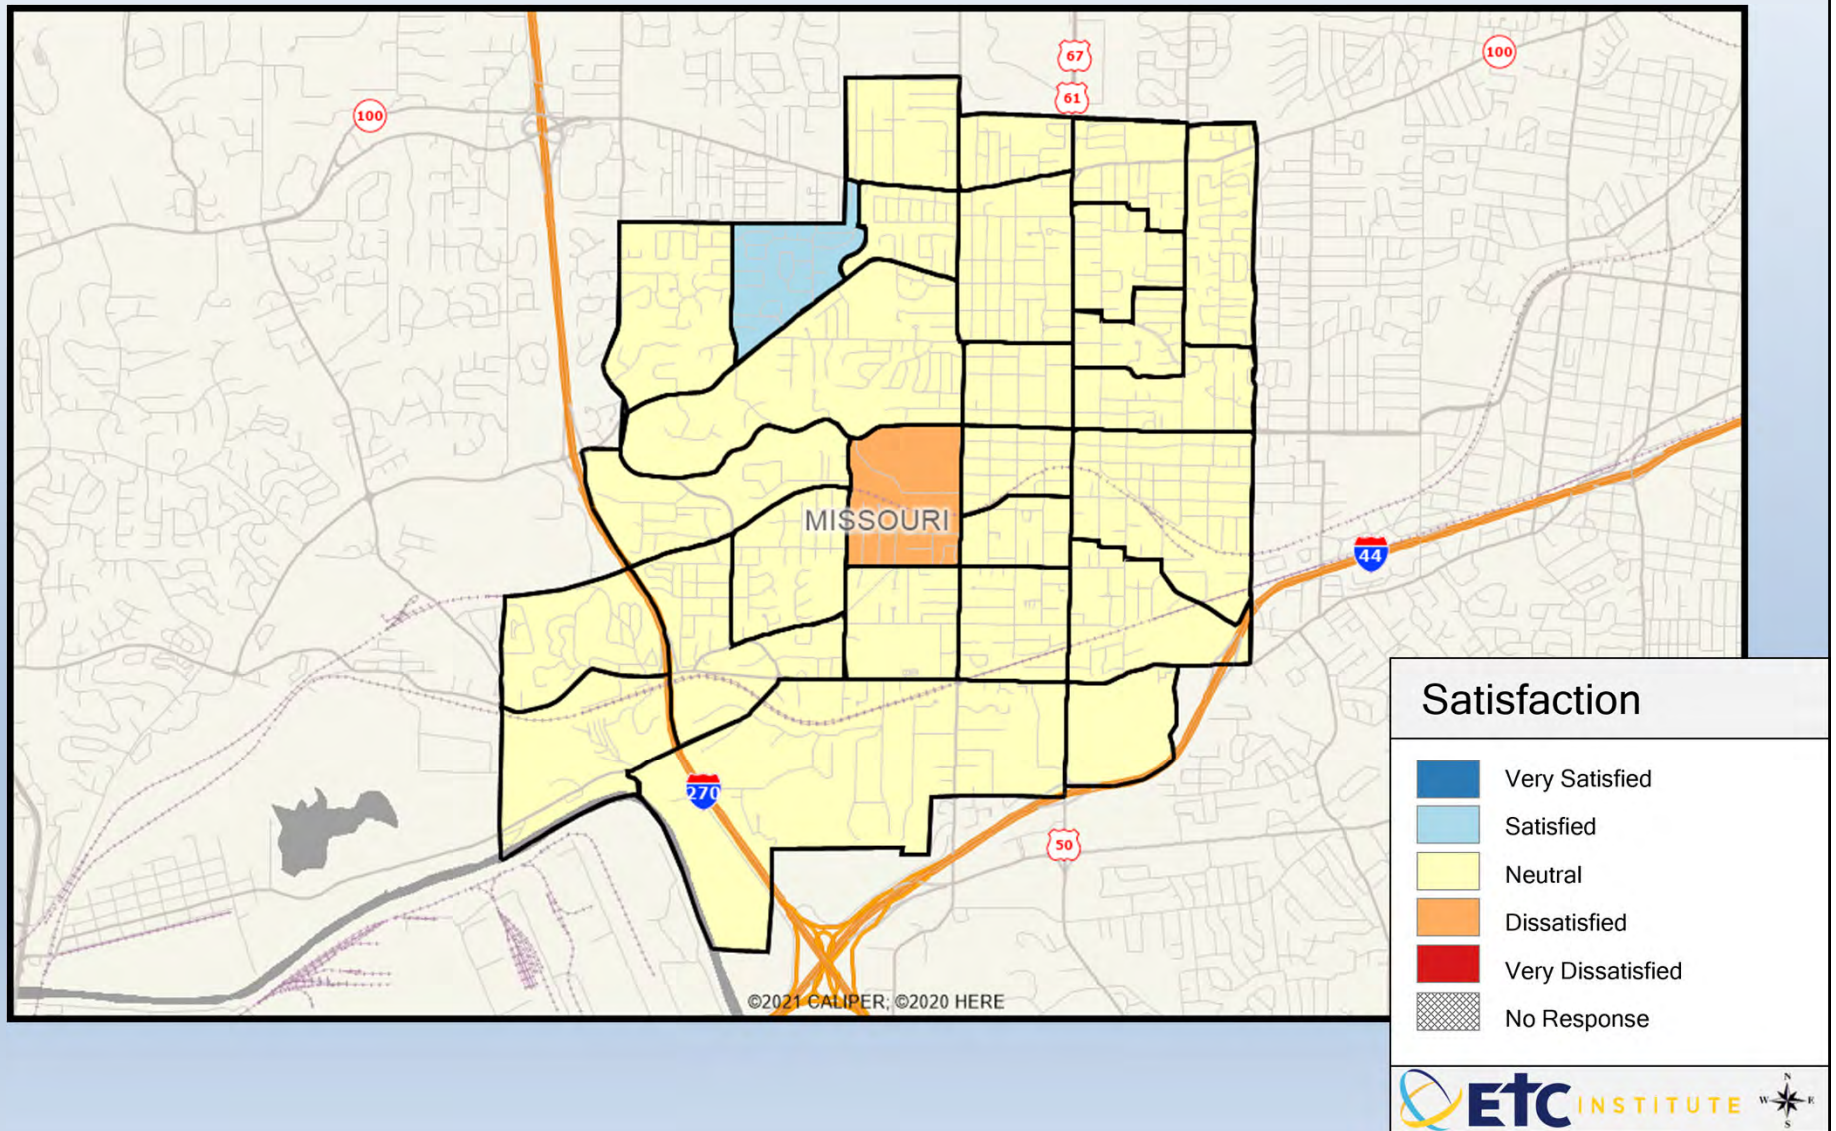 67
100
61
100
MISSOURI
44
270
50
©2021 CALIPER; ©2020 HERE
Satisfaction
Very Satisfied
Satisfied
Neutral
Dissatisfied
Very Dissatisfied
No Response
ETC INSTITUTE
N
W E
S